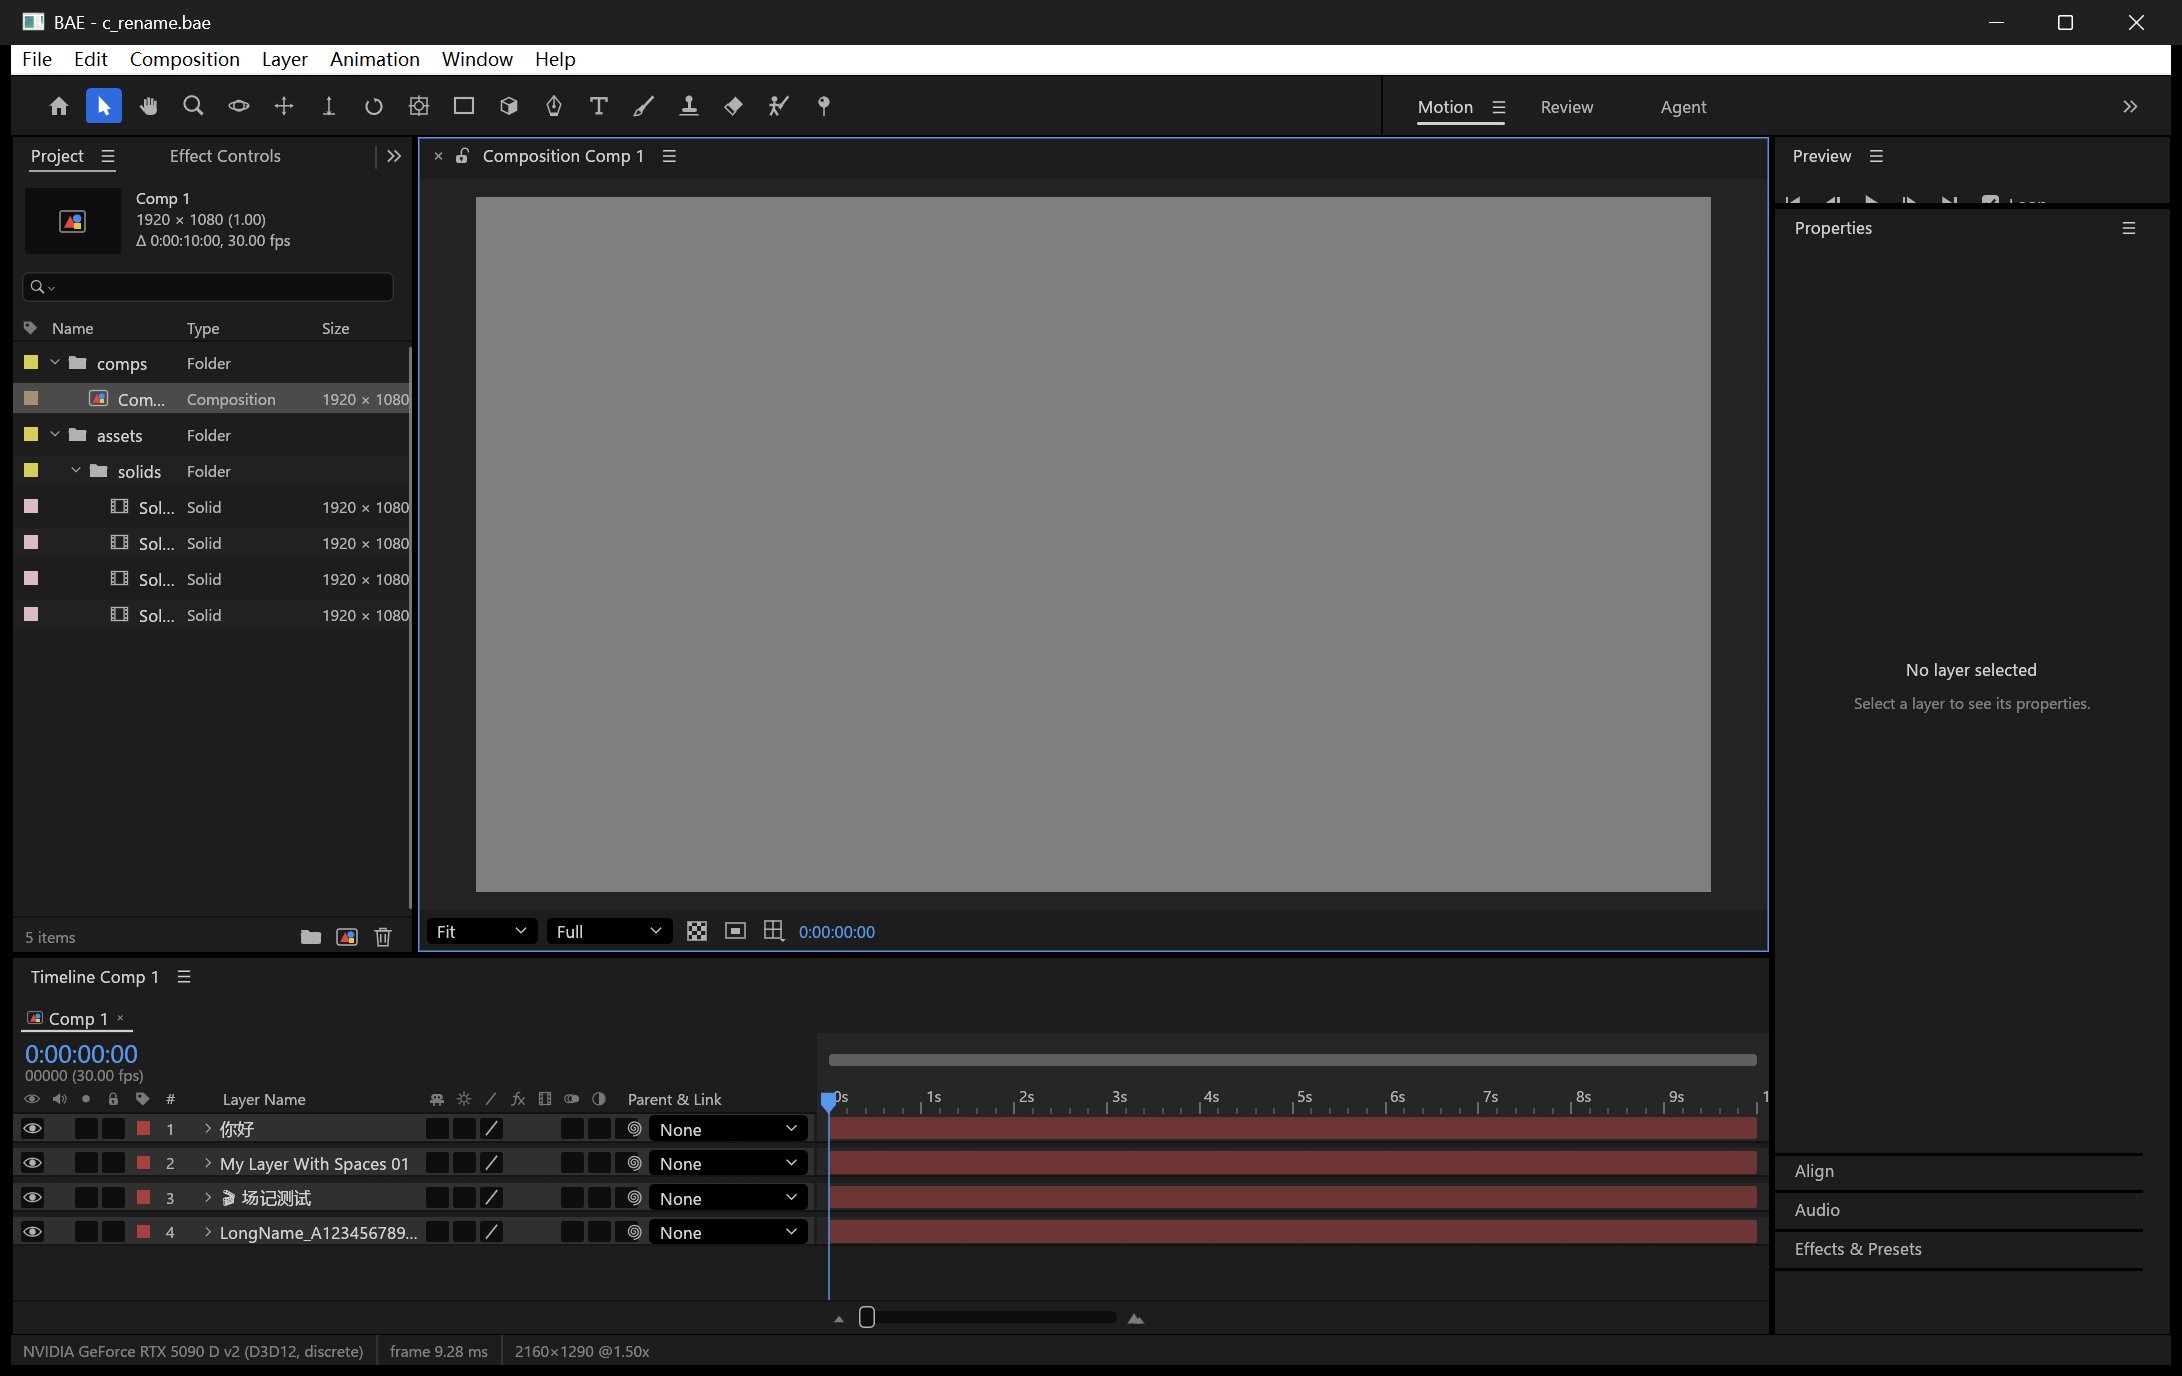 BAE - c_rename.bae
File Edit Composition Layer Animation Window Help
Motion Review Agent
Project Effect Controls
Composition Comp 1
Preview
Comp 1
1920 × 1080 (1.00)
Δ 0:00:10:00, 30.00 fps
Loop
Properties
Name Type Size
comps Folder
Com... Composition 1920 × 1080
assets Folder
solids Folder
Sol... Solid 1920 × 1080
Sol... Solid 1920 × 1080
Sol... Solid 1920 × 1080
Sol... Solid 1920 × 1080
No layer selected
Select a layer to see its properties.
5 items
Fit Full 0:00:00:00
Timeline Comp 1
Comp 1
0:00:00:00
00000 (30.00 fps)
# Layer Name fx Parent & Link
0s 1s 2s 3s 4s 5s 6s 7s 8s 9s 1
1 你好 None
2 My Layer With Spaces 01 None
3 🎬 场记测试 None
4 LongName_A123456789... None
Align
Audio
Effects & Presets
NVIDIA GeForce RTX 5090 D v2 (D3D12, discrete) frame 9.28 ms 2160×1290 @1.50x